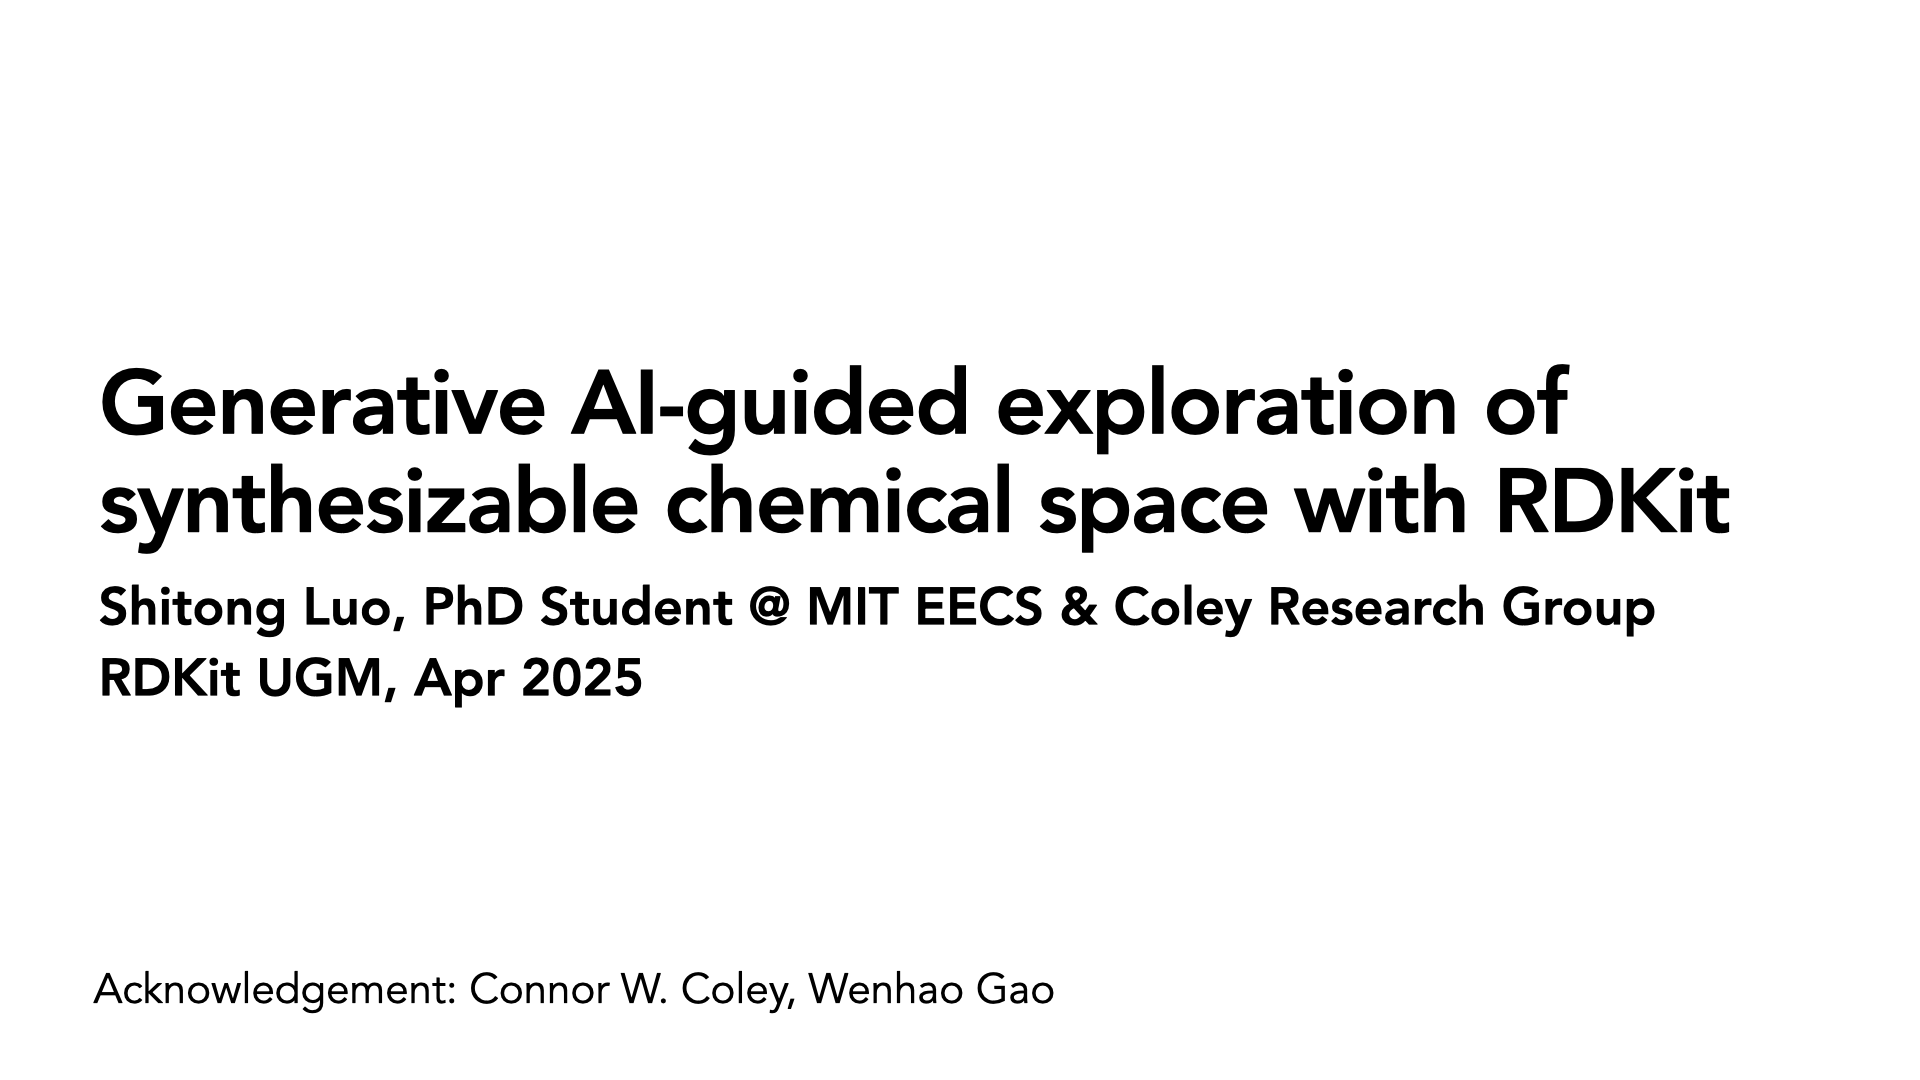 Generative AI-guided exploration of
synthesizable chemical space with RDKit
Shitong Luo, PhD Student @ MIT EECS & Coley Research Group
RDKit UGM, Apr 2025
Acknowledgement: Connor W. Coley, Wenhao Gao